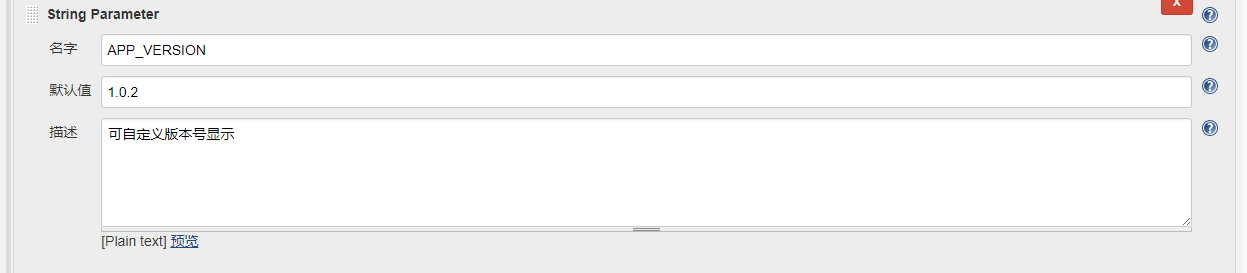 String Parameter
X
名字
APP_VERSION
默认值
1.0.2
描述
可自定义版本号显示
[Plain text] 预览